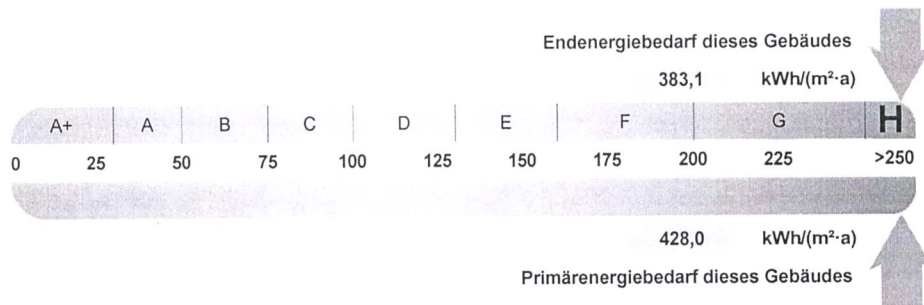 Endenergiebedarf dieses Gebäudes
383,1 kWh/(m²·a)
A+ A B C D E F G H
0 25 50 75 100 125 150 175 200 225 >250
428,0 kWh/(m²·a)
Primärenergiebedarf dieses Gebäudes